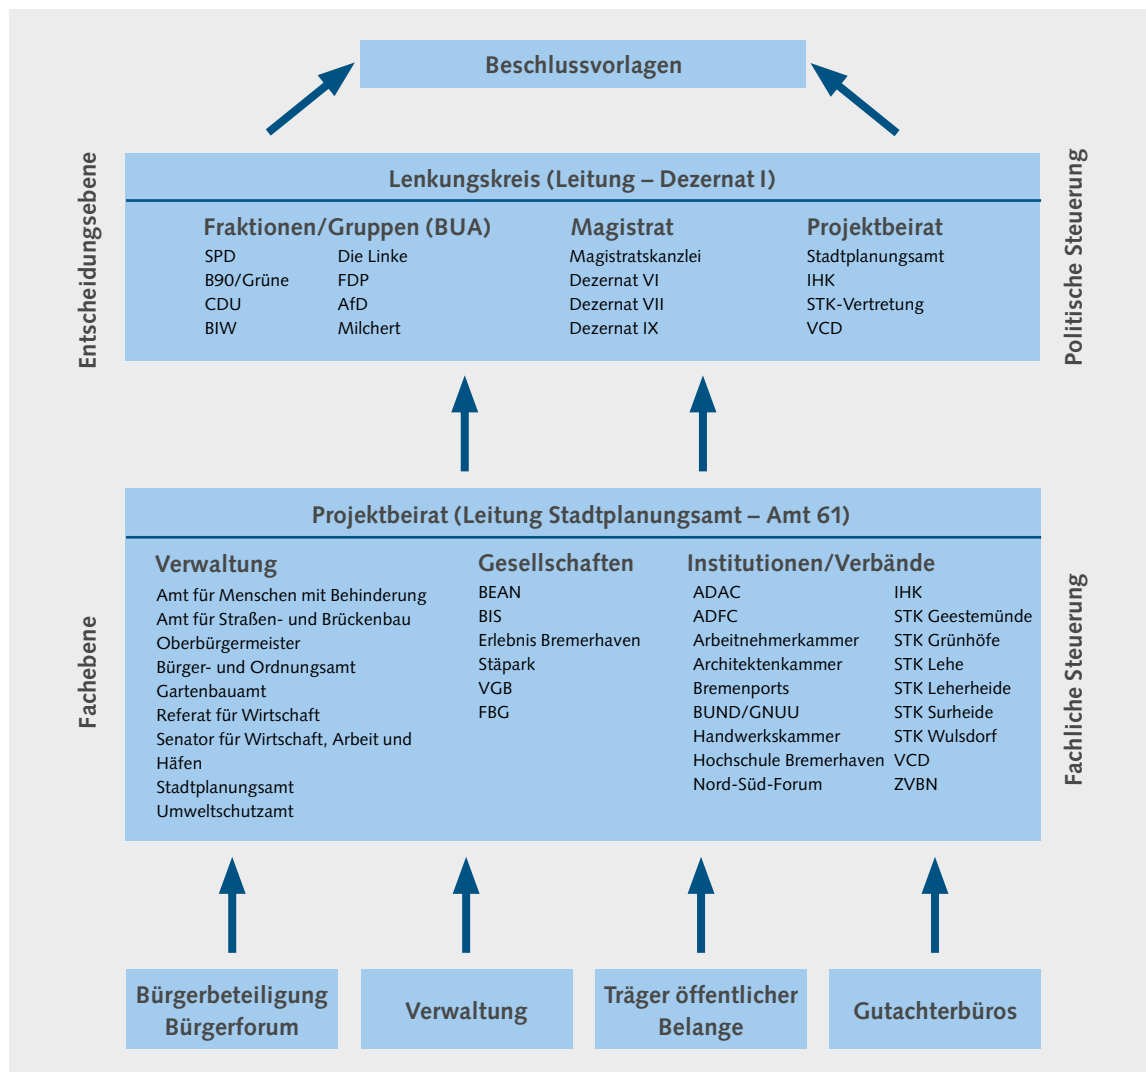 Beschlussvorlagen
Entscheidungsebene
Politische Steuerung
Lenkungskreis (Leitung – Dezernat I)
Fraktionen/Gruppen (BUA)
SPD
B90/Grüne
CDU
BIW
Die Linke
FDP
AfD
Milchert
Magistrat
Magistratskanzlei
Dezernat VI
Dezernat VII
Dezernat IX
Projektbeirat
Stadtplanungsamt
IHK
STK-Vertretung
VCD
Fachebene
Fachliche Steuerung
Projektbeirat (Leitung Stadtplanungsamt – Amt 61)
Verwaltung
Amt für Menschen mit Behinderung
Amt für Straßen- und Brückenbau
Oberbürgermeister
Bürger- und Ordnungsamt
Gartenbauamt
Referat für Wirtschaft
Senator für Wirtschaft, Arbeit und
Häfen
Stadtplanungsamt
Umweltschutzamt
Gesellschaften
BEAN
BIS
Erlebnis Bremerhaven
Stäpark
VGB
FBG
Institutionen/Verbände
ADAC
ADFC
Arbeitnehmerkammer
Architektenkammer
Bremenports
BUND/GNUU
Handwerkskammer
Hochschule Bremerhaven
Nord-Süd-Forum
IHK
STK Geestemünde
STK Grünhöfe
STK Lehe
STK Leherheide
STK Surheide
STK Wulsdorf
VCD
ZVBN
Bürgerbeteiligung
Bürgerforum
Verwaltung
Träger öffentlicher
Belange
Gutachterbüros